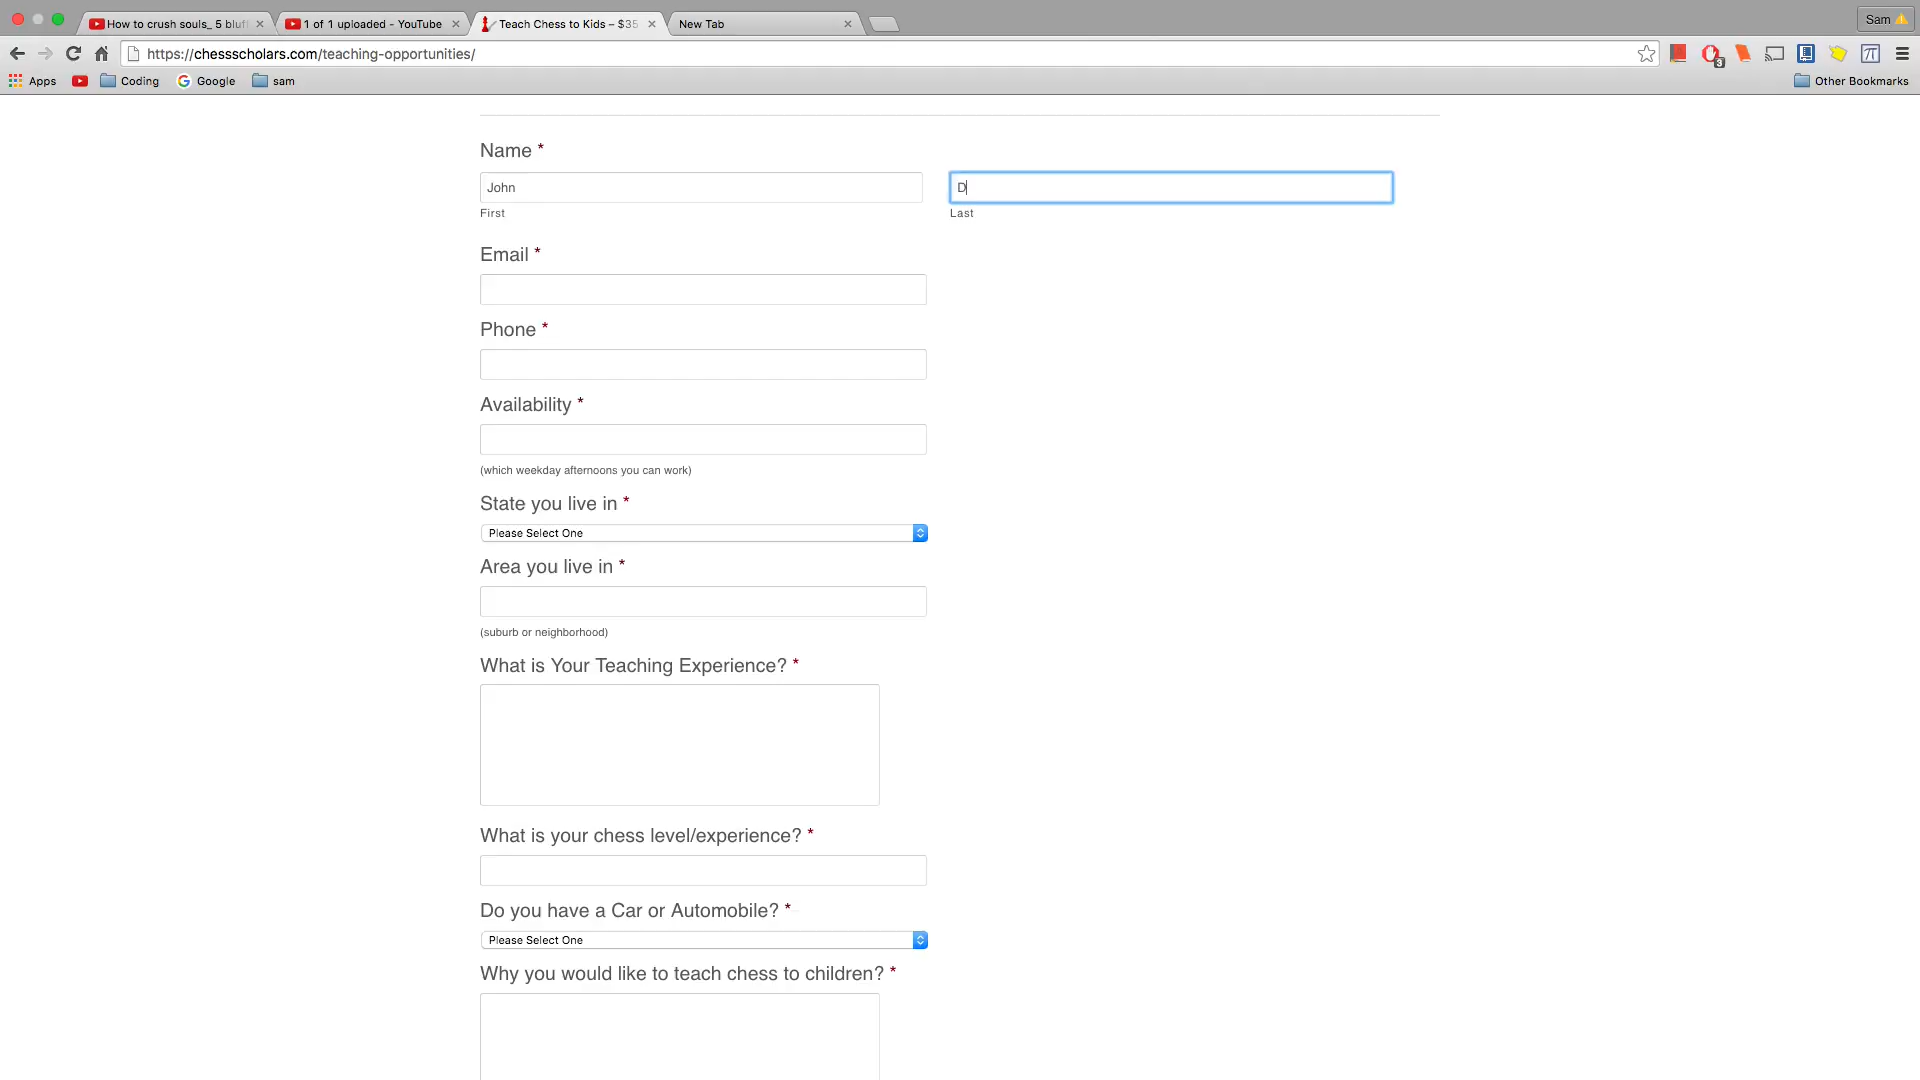 How to crush souls_ 5 bluf
1 of 1 uploaded - YouTube
Teach Chess to Kids – $35
New Tab
Sam
https://chessscholars.com/teaching-opportunities/
3
Apps
Coding
Google
sam
Other Bookmarks
Name *
John
D
First
Last
Email *
Phone *
Availability *
(which weekday afternoons you can work)
State you live in *
Please Select One
Area you live in *
(suburb or neighborhood)
What is Your Teaching Experience? *
What is your chess level/experience? *
Do you have a Car or Automobile? *
Please Select One
Why you would like to teach chess to children? *